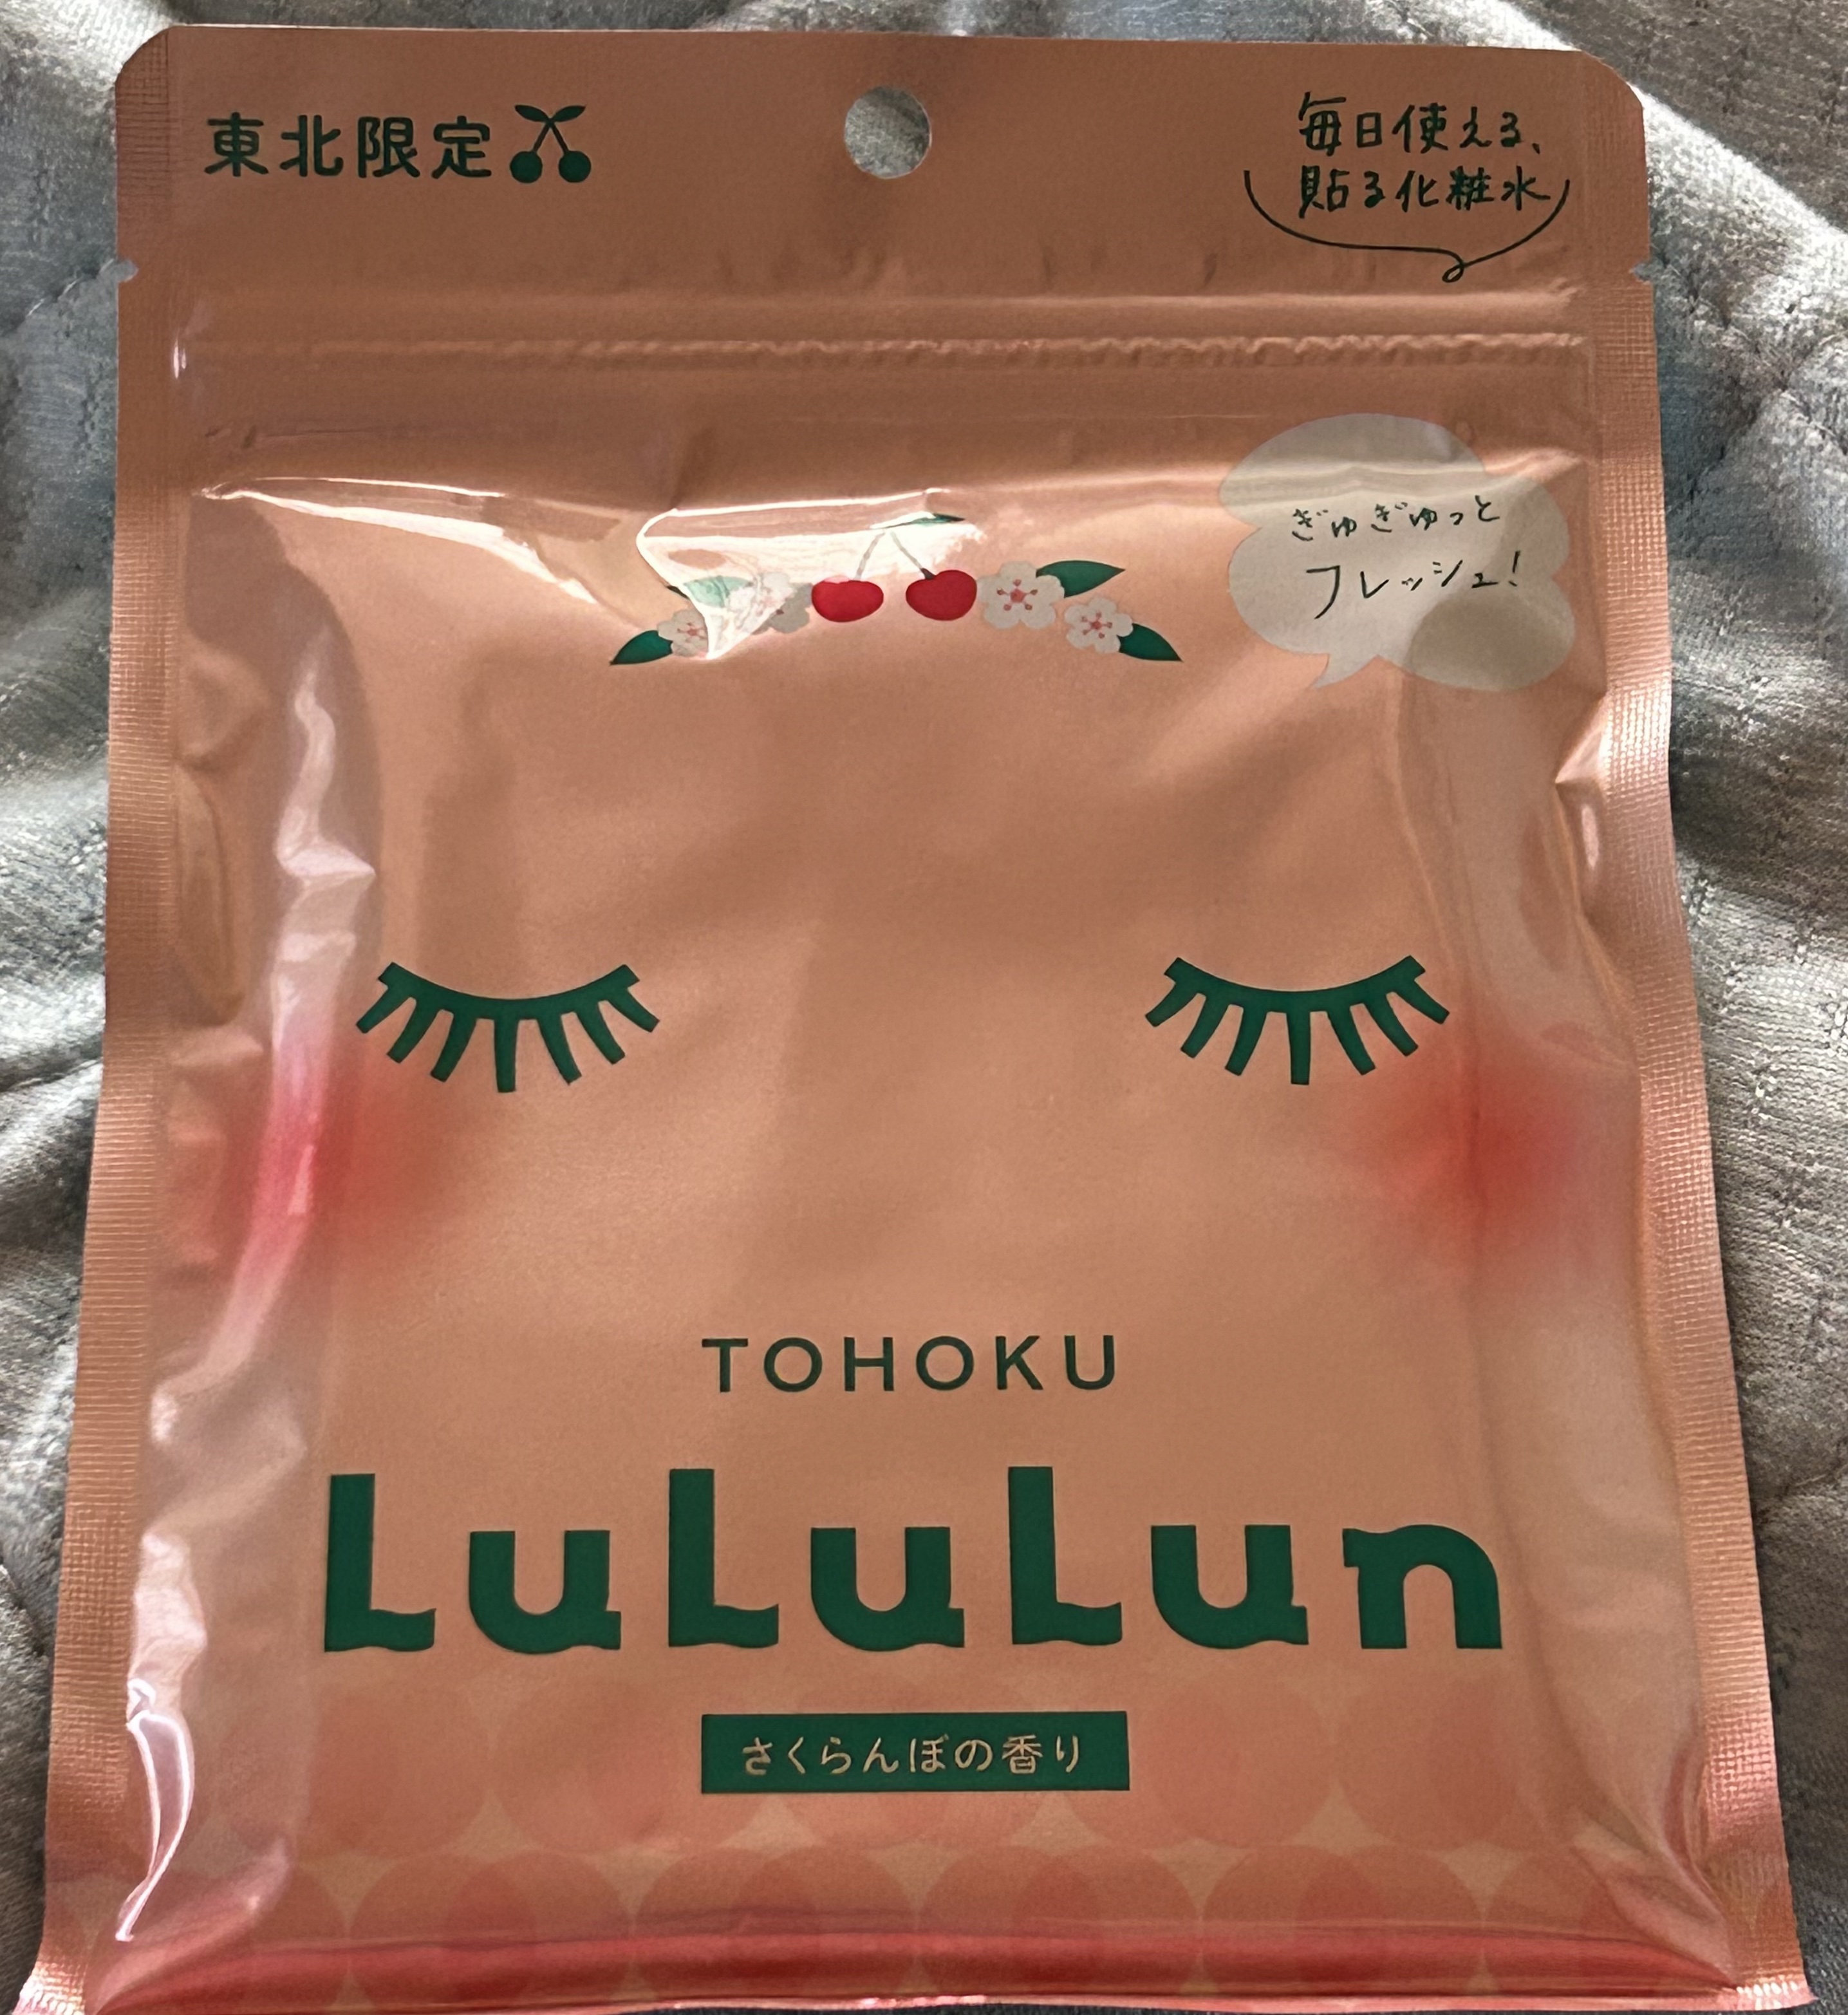 東北限定
毎日使える、
貼る化粧水
ぎゅぎゅっと
フレッシュ!
TOHOKU
LuLuLun
さくらんぼの香り